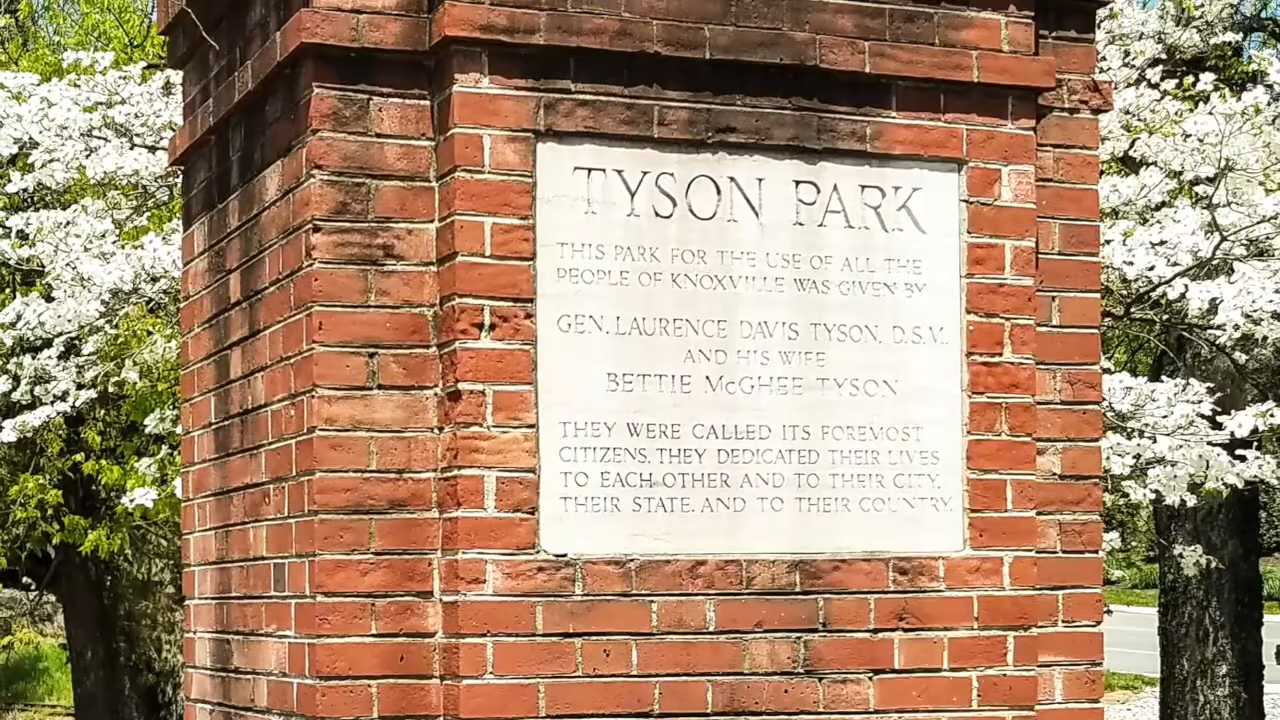 TYSON PARK
THIS PARK FOR THE USE OF ALL THE
PEOPLE OF KNOXVILLE WAS GIVEN BY
GEN. LAURENCE DAVIS TYSON, D.S.M.
AND HIS WIFE
BETTIE McGHEE TYSON
THEY WERE CALLED ITS FOREMOST
CITIZENS. THEY DEDICATED THEIR LIVES
TO EACH OTHER AND TO THEIR CITY,
THEIR STATE, AND TO THEIR COUNTRY.